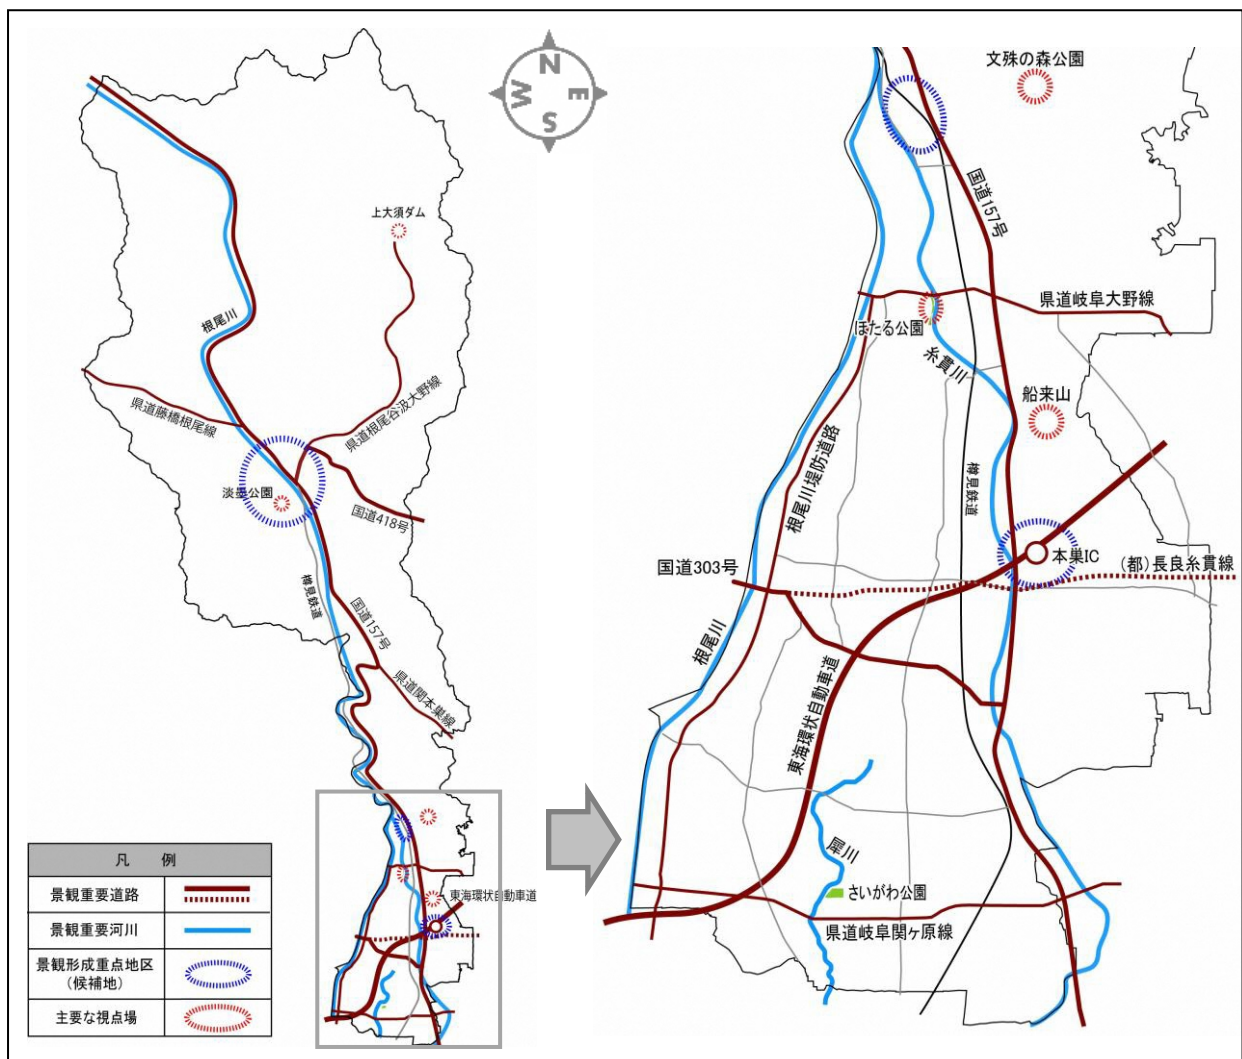 N
W
E
S
上大須ダム
根尾川
県道藤橋根尾線
県道根尾谷汲大野線
淡墨公園
国道418号
樽見鉄道
国道157号
県道関本巣線
東海環状自動車道
凡 例
景観重要道路
景観重要河川
景観形成重点地区
(候補地)
主要な視点場
文殊の森公園
国道157号
県道岐阜大野線
ほたる公園
糸貫川
船来山
根尾川堤防道路
樽見鉄道
本巣IC
(都)長良糸貫線
国道303号
根尾川
東海環状自動車道
犀川
さいがわ公園
県道岐阜関ヶ原線